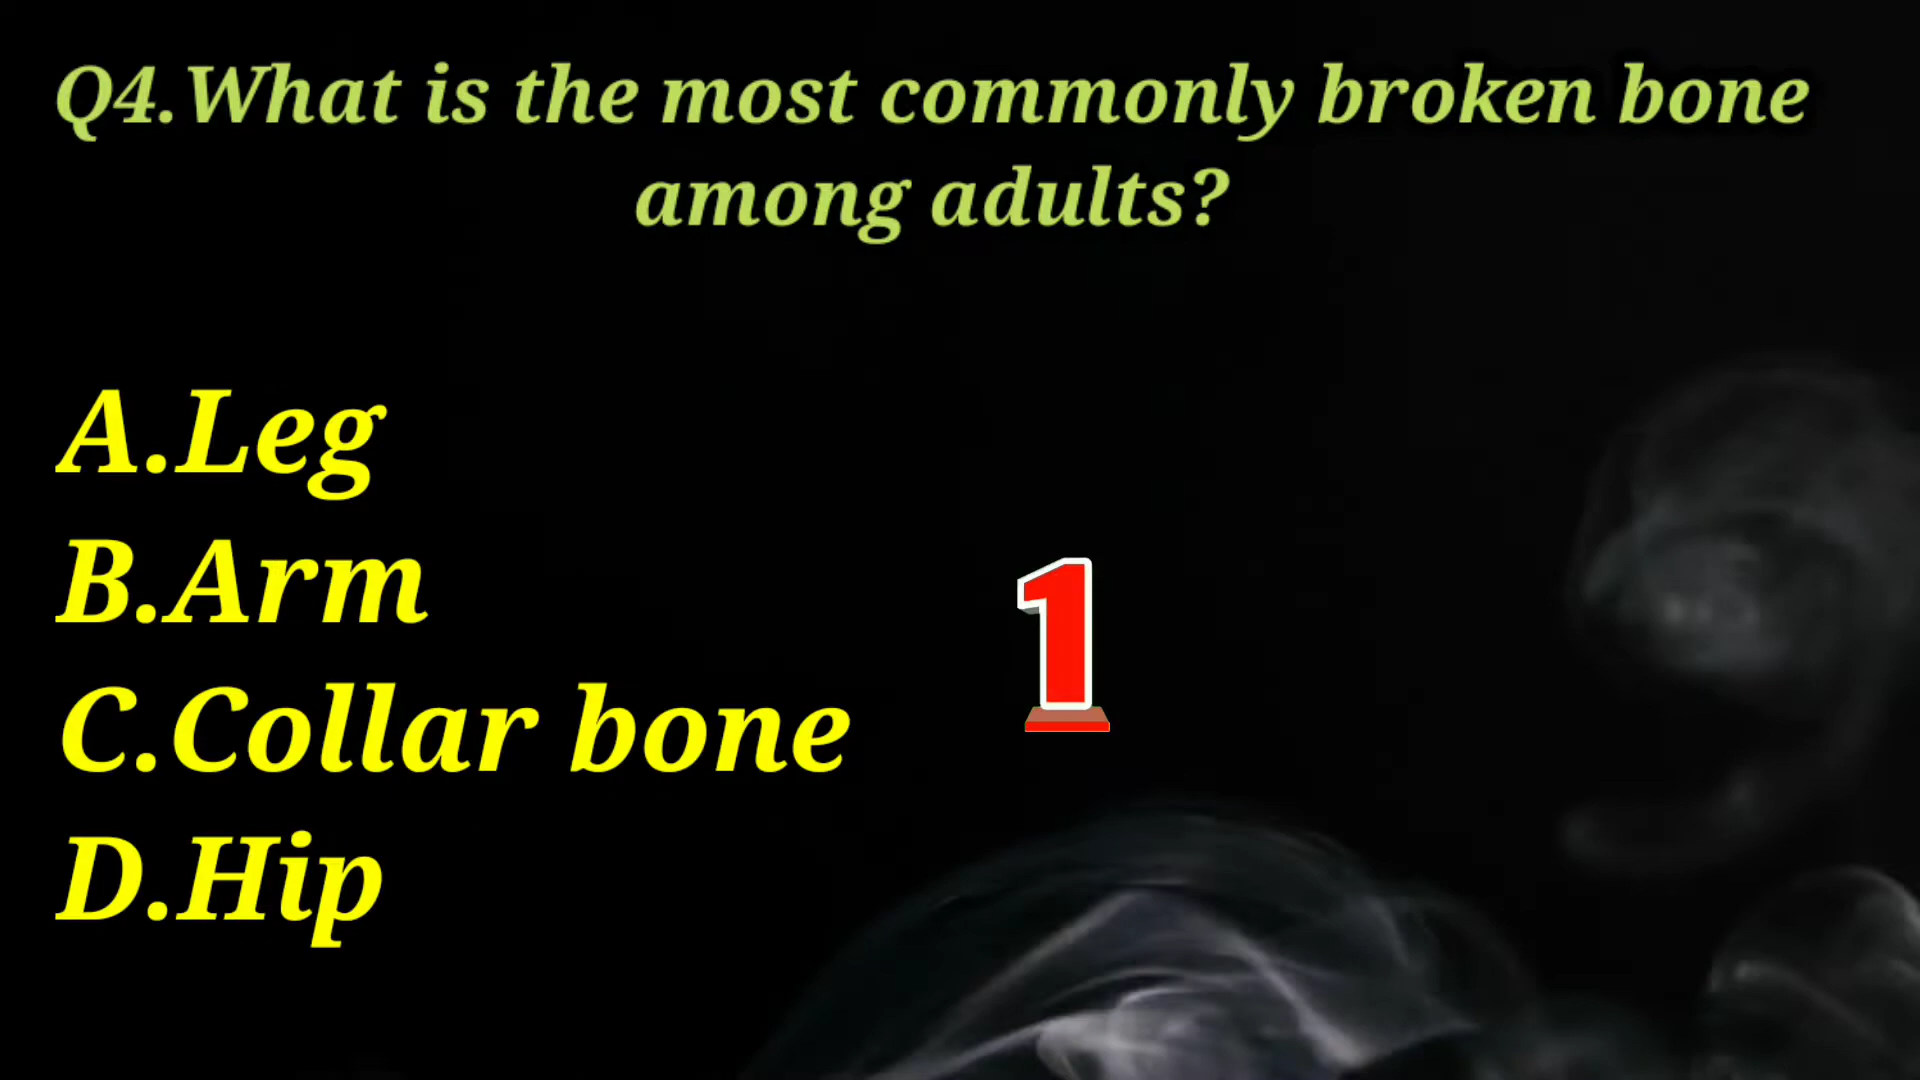 Q4.What is the most commonly broken bone
among adults?
A.Leg
B.Arm
C.Collar bone
D.Hip
1